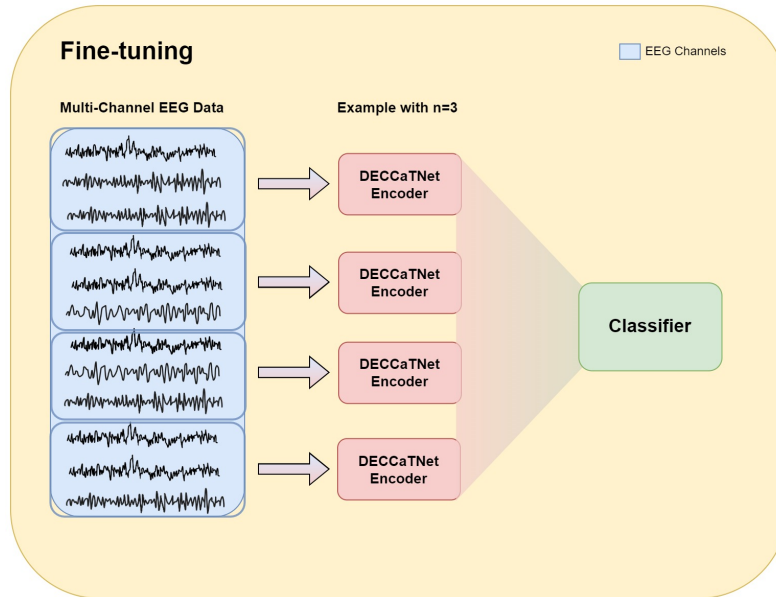 Fine-tuning
EEG Channels
Multi-Channel EEG Data
Example with n=3
DECCaTNet
Encoder
DECCaTNet
Encoder
DECCaTNet
Encoder
DECCaTNet
Encoder
Classifier